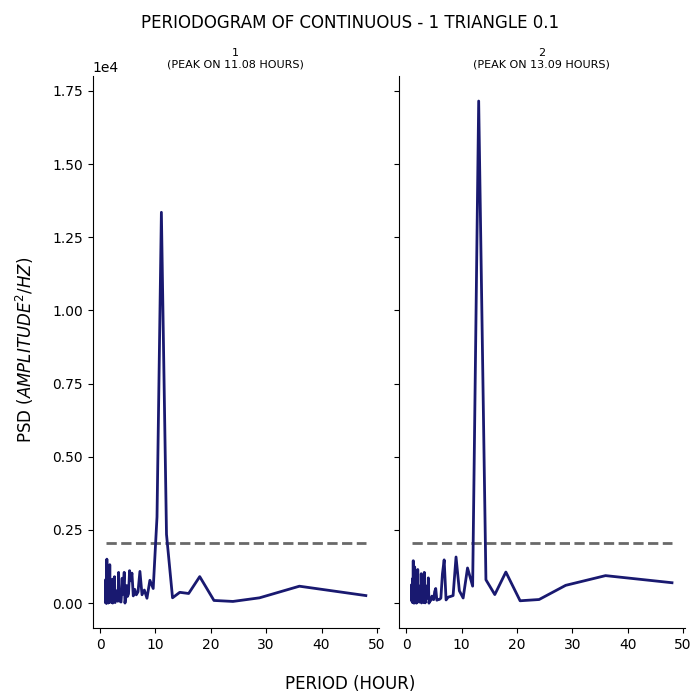 PERIODOGRAM OF CONTINUOUS - 1 TRIANGLE 0.1
1
(PEAK ON 11.08 HOURS)
2
(PEAK ON 13.09 HOURS)
1e4
1.75
1.50
1.25
1.00
0.75
0.50
0.25
0.00
PSD (AMPLITUDE²/HZ)
0 10 20 30 40 50
0 10 20 30 40 50
PERIOD (HOUR)